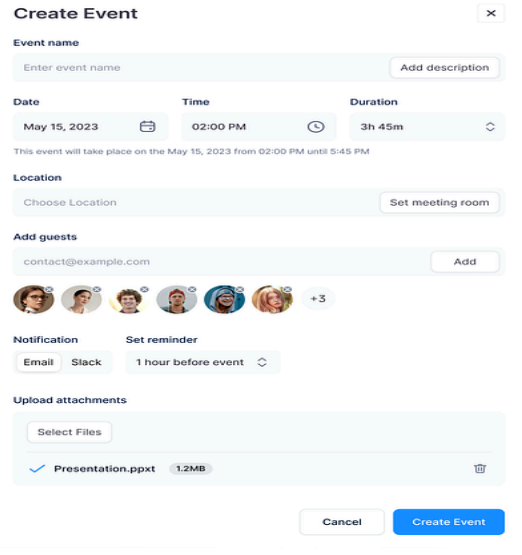 Create Event
Event name
Enter event name Add description
Date Time Duration
May 15, 2023 02:00 PM 3h 45m
This event will take place on the May 15, 2023 from 02:00 PM until 5:45 PM
Location
Choose Location Set meeting room
Add guests
contact@example.com Add
+3
Notification Set reminder
Email Slack 1 hour before event
Upload attachments
Select Files
Presentation.ppxt 1.2MB
Cancel Create Event